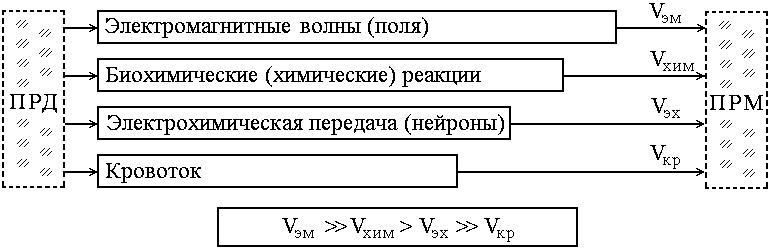 Электромагнитные волны (поля) Vэм
Биохимические (химические) реакции Vхим
ПРД ПРМ
Электрохимическая передача (нейроны) Vэх
Кровоток Vкр
Vэм >> Vхим > Vэх >> Vкр